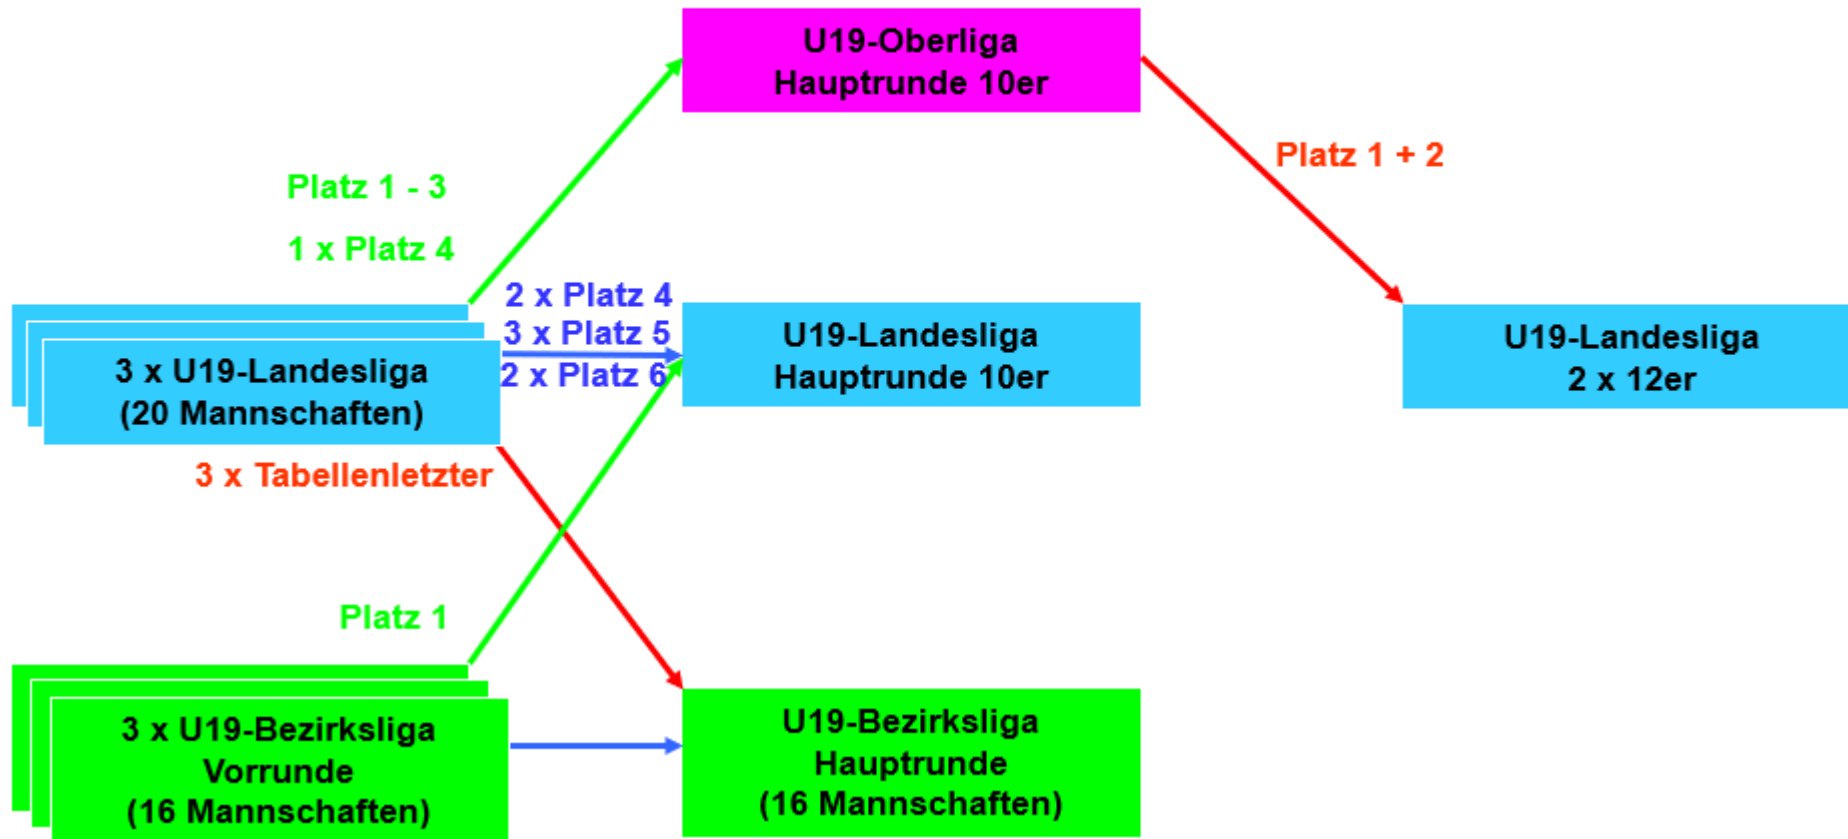 U19-Oberliga
Hauptrunde 10er
Platz 1 + 2
Platz 1 - 3
1 x Platz 4
2 x Platz 4
3 x Platz 5
2 x Platz 6
3 x U19-Landesliga
(20 Mannschaften)
U19-Landesliga
Hauptrunde 10er
U19-Landesliga
2 x 12er
3 x Tabellenletzter
Platz 1
3 x U19-Bezirksliga
Vorrunde
(16 Mannschaften)
U19-Bezirksliga
Hauptrunde
(16 Mannschaften)